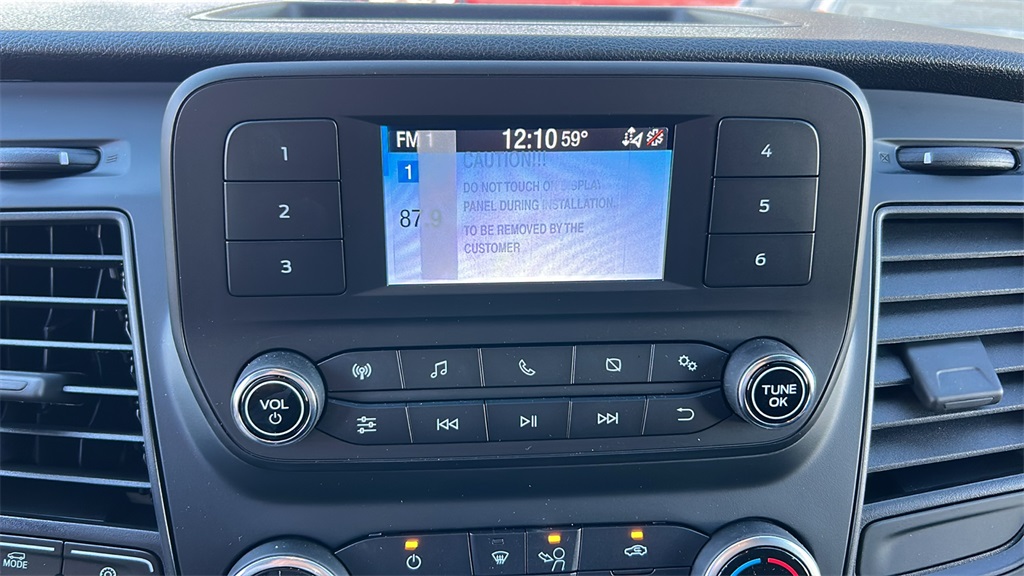 FM 1 12:10 59°
1
87.9
CAUTION!!!
DO NOT TOUCH ON DISPLAY
PANEL DURING INSTALLATION.
TO BE REMOVED BY THE
CUSTOMER
1
2
3
4
5
6
VOL
TUNE
OK
MODE